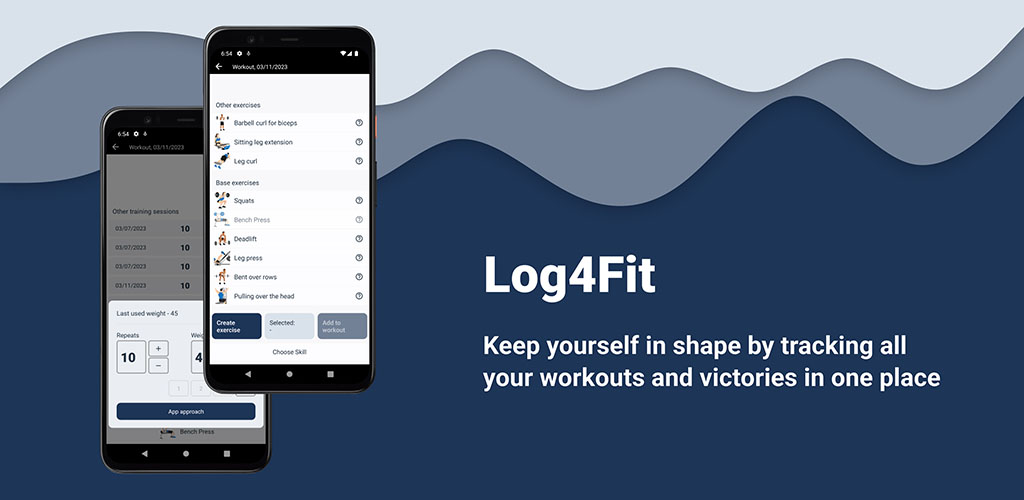 6:54
Workout, 03/11/2023
Other exercises
Barbell curl for biceps
Sitting leg extension
Leg curl
Base exercises
Squats
Bench Press
Deadlift
Leg press
Bent over rows
Pulling over the head
Create
exercise
Selected:
-
Add to
workout
Choose Skill
6:54
Workout, 03/11/2023
Other training sessions
03/07/2023 10
03/07/2023 10
03/07/2023 10
03/11/2023 10
Last used weight - 45
Repeats
10
+
−
4
1 2
App approach
Bench Press
Log4Fit
Keep yourself in shape by tracking all
your workouts and victories in one place